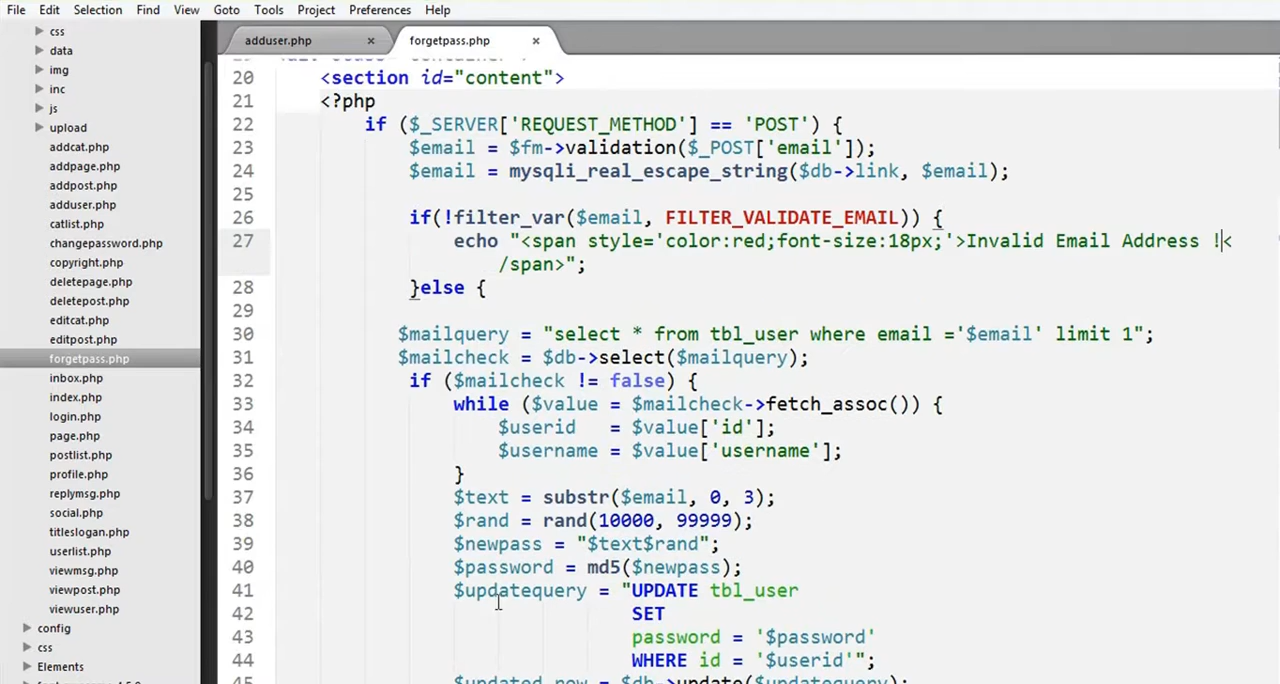 File Edit Selection Find View Goto Tools Project Preferences Help
adduser.php × forgetpass.php ×
css
data
img
inc
js
upload
addcat.php
addpage.php
addpost.php
adduser.php
catlist.php
changepassword.php
copyright.php
deletepage.php
deletepost.php
editcat.php
editpost.php
forgetpass.php
inbox.php
index.php
login.php
page.php
postlist.php
profile.php
replymsg.php
social.php
titleslogan.php
userlist.php
viewmsg.php
viewpost.php
viewuser.php
config
css
Elements
20 <section id="content">
21 <?php
22 if ($_SERVER['REQUEST_METHOD'] == 'POST') {
23 $email = $fm->validation($_POST['email']);
24 $email = mysqli_real_escape_string($db->link, $email);
25
26 if(!filter_var($email, FILTER_VALIDATE_EMAIL)) {
27 echo "<span style='color:red;font-size:18px;'>Invalid Email Address !<
/span>";
28 }else {
29
30 $mailquery = "select * from tbl_user where email ='$email' limit 1";
31 $mailcheck = $db->select($mailquery);
32 if ($mailcheck != false) {
33 while ($value = $mailcheck->fetch_assoc()) {
34 $userid = $value['id'];
35 $username = $value['username'];
36 }
37 $text = substr($email, 0, 3);
38 $rand = rand(10000, 99999);
39 $newpass = "$text$rand";
40 $password = md5($newpass);
41 $updatequery = "UPDATE tbl_user
42 SET
43 password = '$password'
44 WHERE id = '$userid'";
45 $updated_row = $db->update($updatequery);